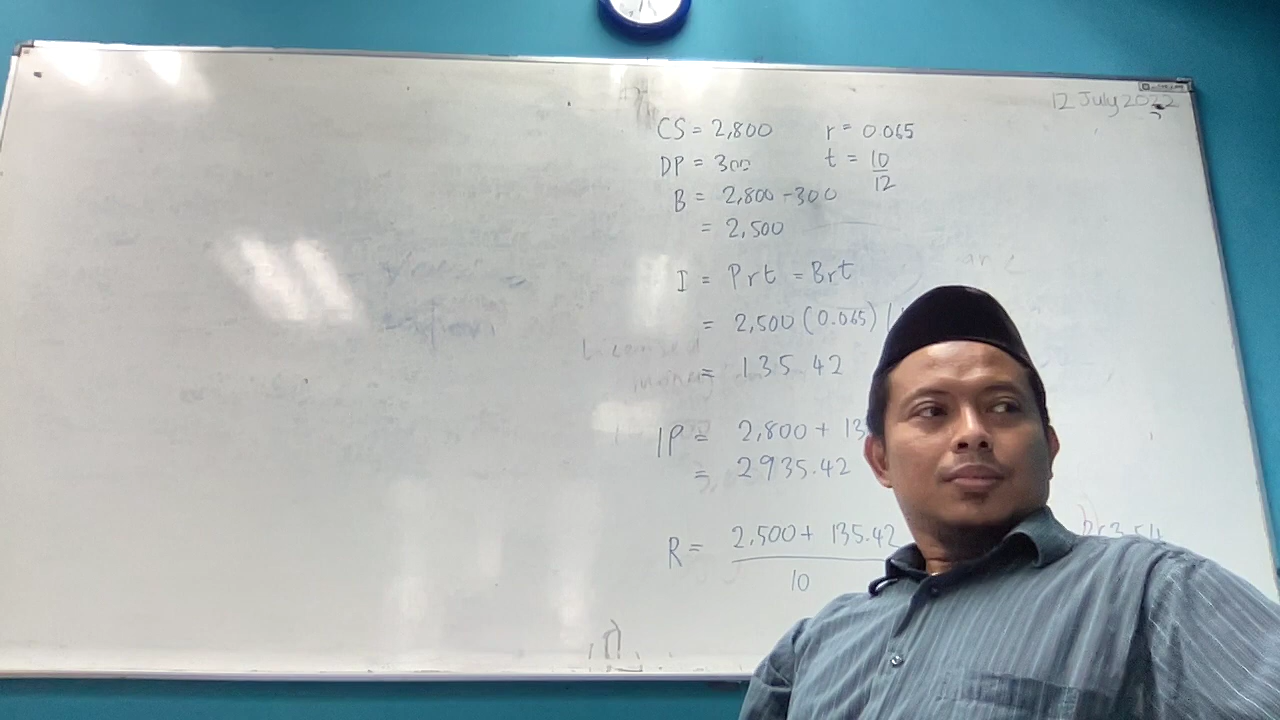 12 July 2022
CS = 2,800 r = 0.065
DP = 300 t = 10/12
B = 2,800 - 300
= 2,500
I = Prt = Brt
= 2,500 (0.065)
= 135.42
IP = 2,800 + 13
= 2935.42
R = 2,500 + 135.42
10